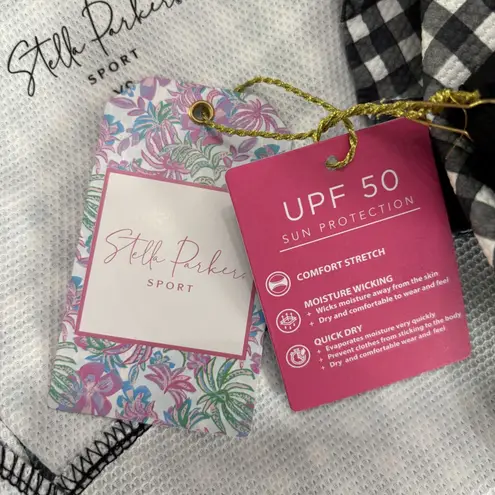 Stella Parker
SPORT
Stella Parker
SPORT
UPF 50
SUN PROTECTION
COMFORT STRETCH
MOISTURE WICKING
+ Wicks moisture away from the skin
+ Dry and comfortable to wear and feel
QUICK DRY
+ Evaporates moisture very quickly
+ Prevent clothes from sticking to the body
+ Dry and comfortable wear and feel